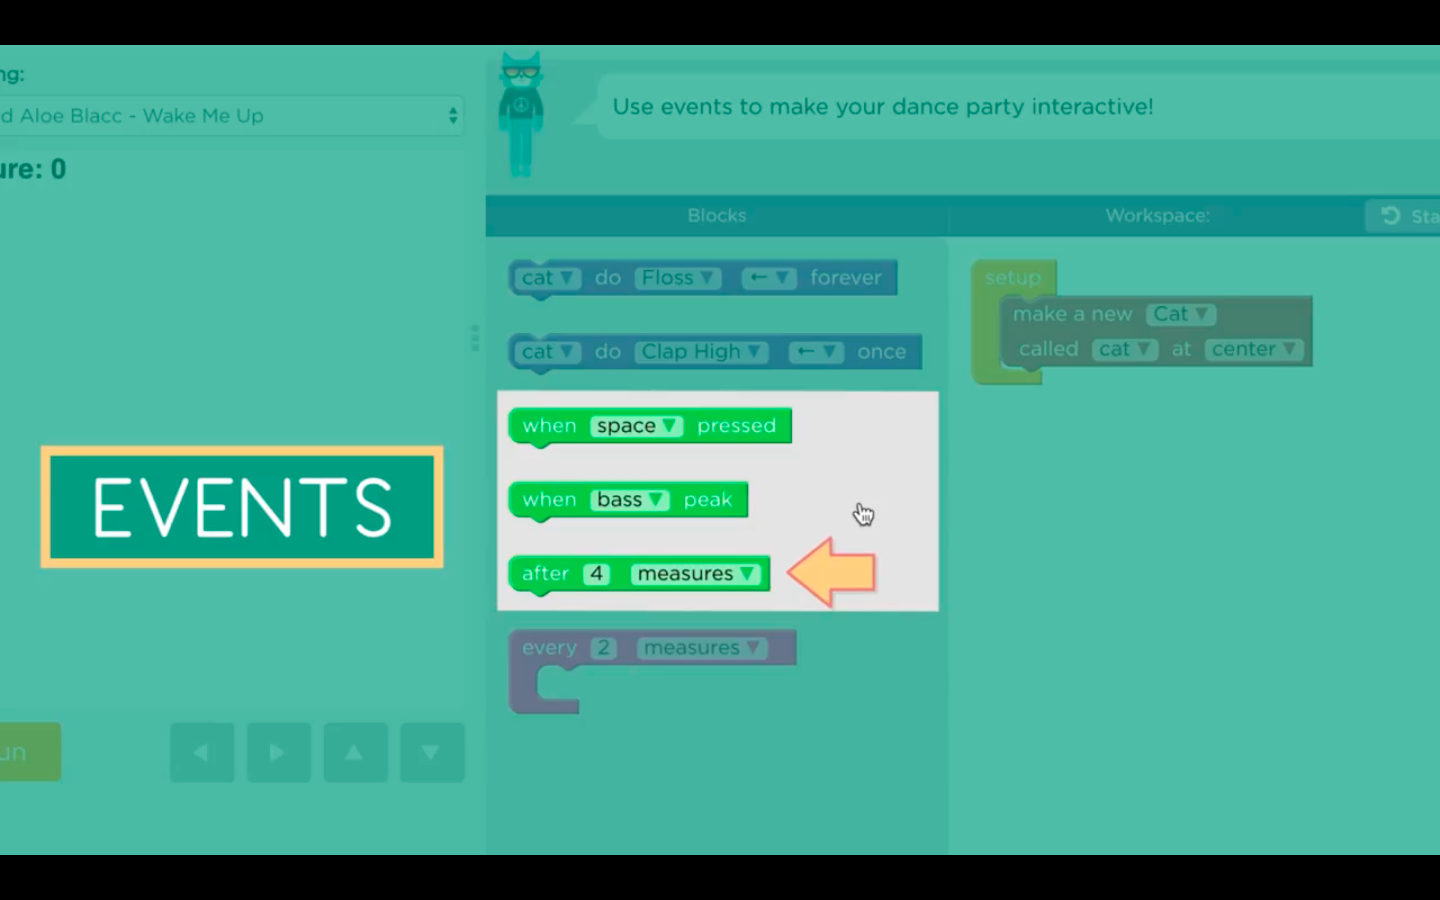 ng:
d Aloe Blacc - Wake Me Up
ure: 0
Use events to make your dance party interactive!
Blocks
Workspace:
Sta
cat do Floss ← forever
cat do Clap High ← once
when space pressed
when bass peak
after 4 measures
every 2 measures
setup
make a new Cat
called cat at center
EVENTS
un